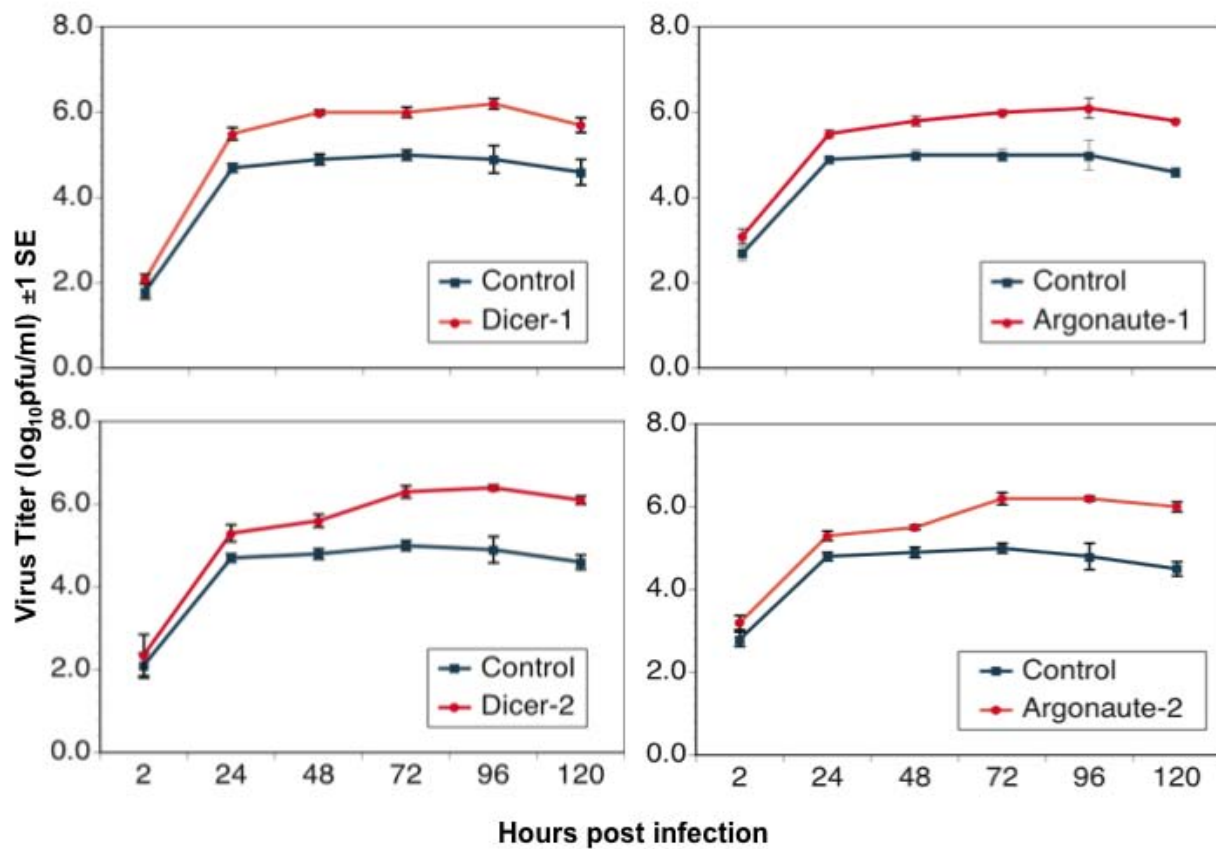 Virus Titer (log₁₀pfu/ml) ±1 SE
8.0
6.0
4.0
2.0
0.0
Control
Dicer-1
8.0
6.0
4.0
2.0
0.0
Control
Argonaute-1
8.0
6.0
4.0
2.0
0.0
Control
Dicer-2
2 24 48 72 96 120
8.0
6.0
4.0
2.0
0.0
Control
Argonaute-2
2 24 48 72 96 120
Hours post infection